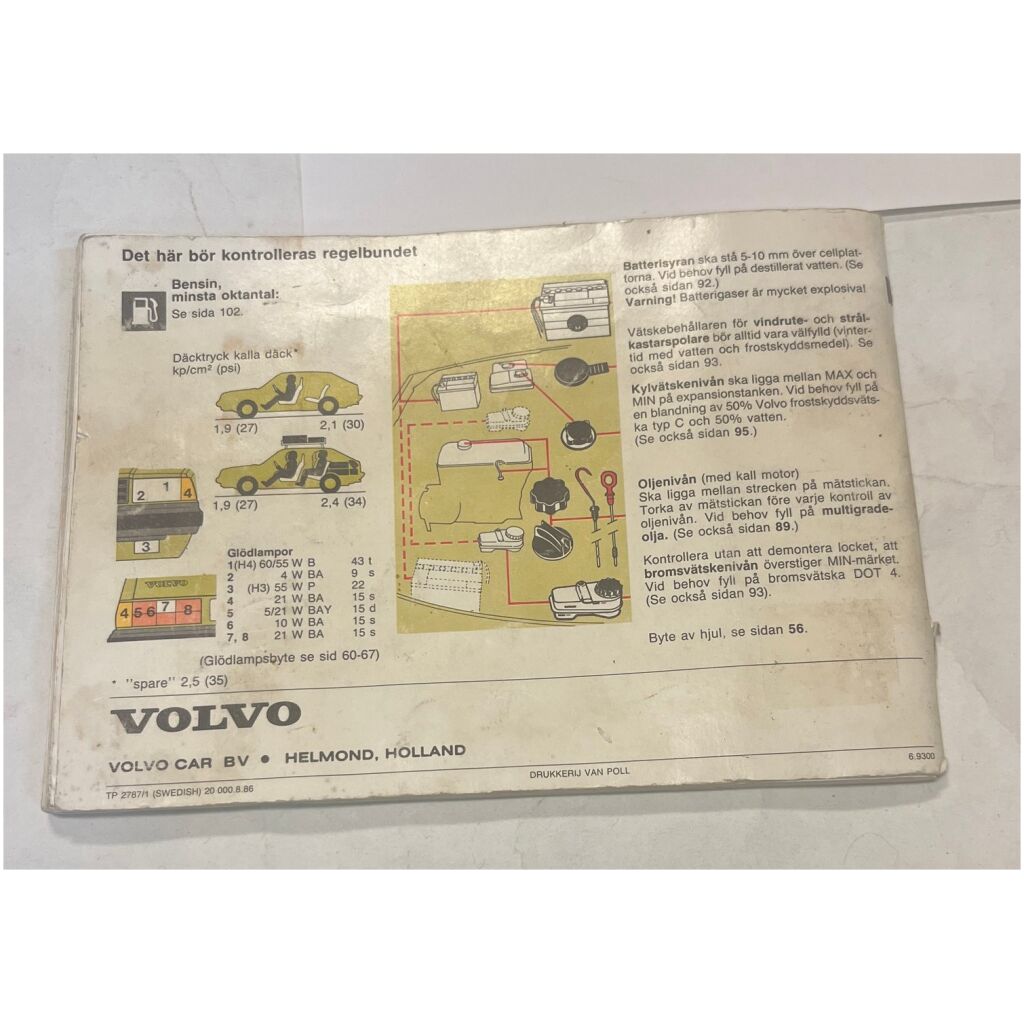 Det här bör kontrolleras regelbundet
Bensin,
minsta oktantal:
Se sida 102.
Däcktryck kalla däck*
kp/cm² (psi)
1,9 (27) 2,1 (30)
1,9 (27) 2,4 (34)
2 1 4
3
VOLVO
4 5 6 7 8
Glödlampor
1(H4) 60/55 W B 43 t
2 4 W BA 9 s
3 (H3) 55 W P 22
4 21 W BA 15 s
5 5/21 W BAY 15 d
6 10 W BA 15 s
7, 8 21 W BA 15 s
(Glödlampsbyte se sid 60-67)
* "spare" 2,5 (35)
Batterisyran ska stå 5-10 mm över cellplat-
torna. Vid behov fyll på destillerat vatten. (Se
också sidan 92.)
Varning! Batterigaser är mycket explosiva!
Vätskebehållaren för vindrute- och strål-
kastarspolare bör alltid vara välfylld (vinter-
tid med vatten och frostskyddsmedel). Se
också sidan 93.
Kylvätskenivån ska ligga mellan MAX och
MIN på expansionstanken. Vid behov fyll på
en blandning av 50% Volvo frostskyddsväts-
ka typ C och 50% vatten.
(Se också sidan 95.)
Oljenivån (med kall motor)
Ska ligga mellan strecken på mätstickan.
Torka av mätstickan före varje kontroll av
oljenivån. Vid behov fyll på multigrade-
olja. (Se också sidan 89.)
Kontrollera utan att demontera locket, att
bromsvätskenivån överstiger MIN-märket.
Vid behov fyll på bromsvätska DOT 4.
(Se också sidan 93).
Byte av hjul, se sidan 56.
VOLVO
VOLVO CAR BV ● HELMOND, HOLLAND
TP 2787/1 (SWEDISH) 20 000.8.86
DRUKKERIJ VAN POLL
6.9300